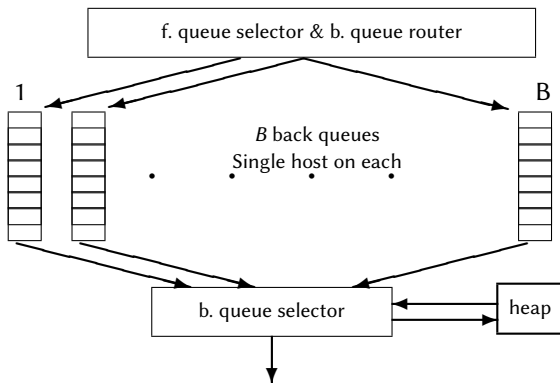 f. queue selector & b. queue router
1
B
B back queues
Single host on each
b. queue selector
heap